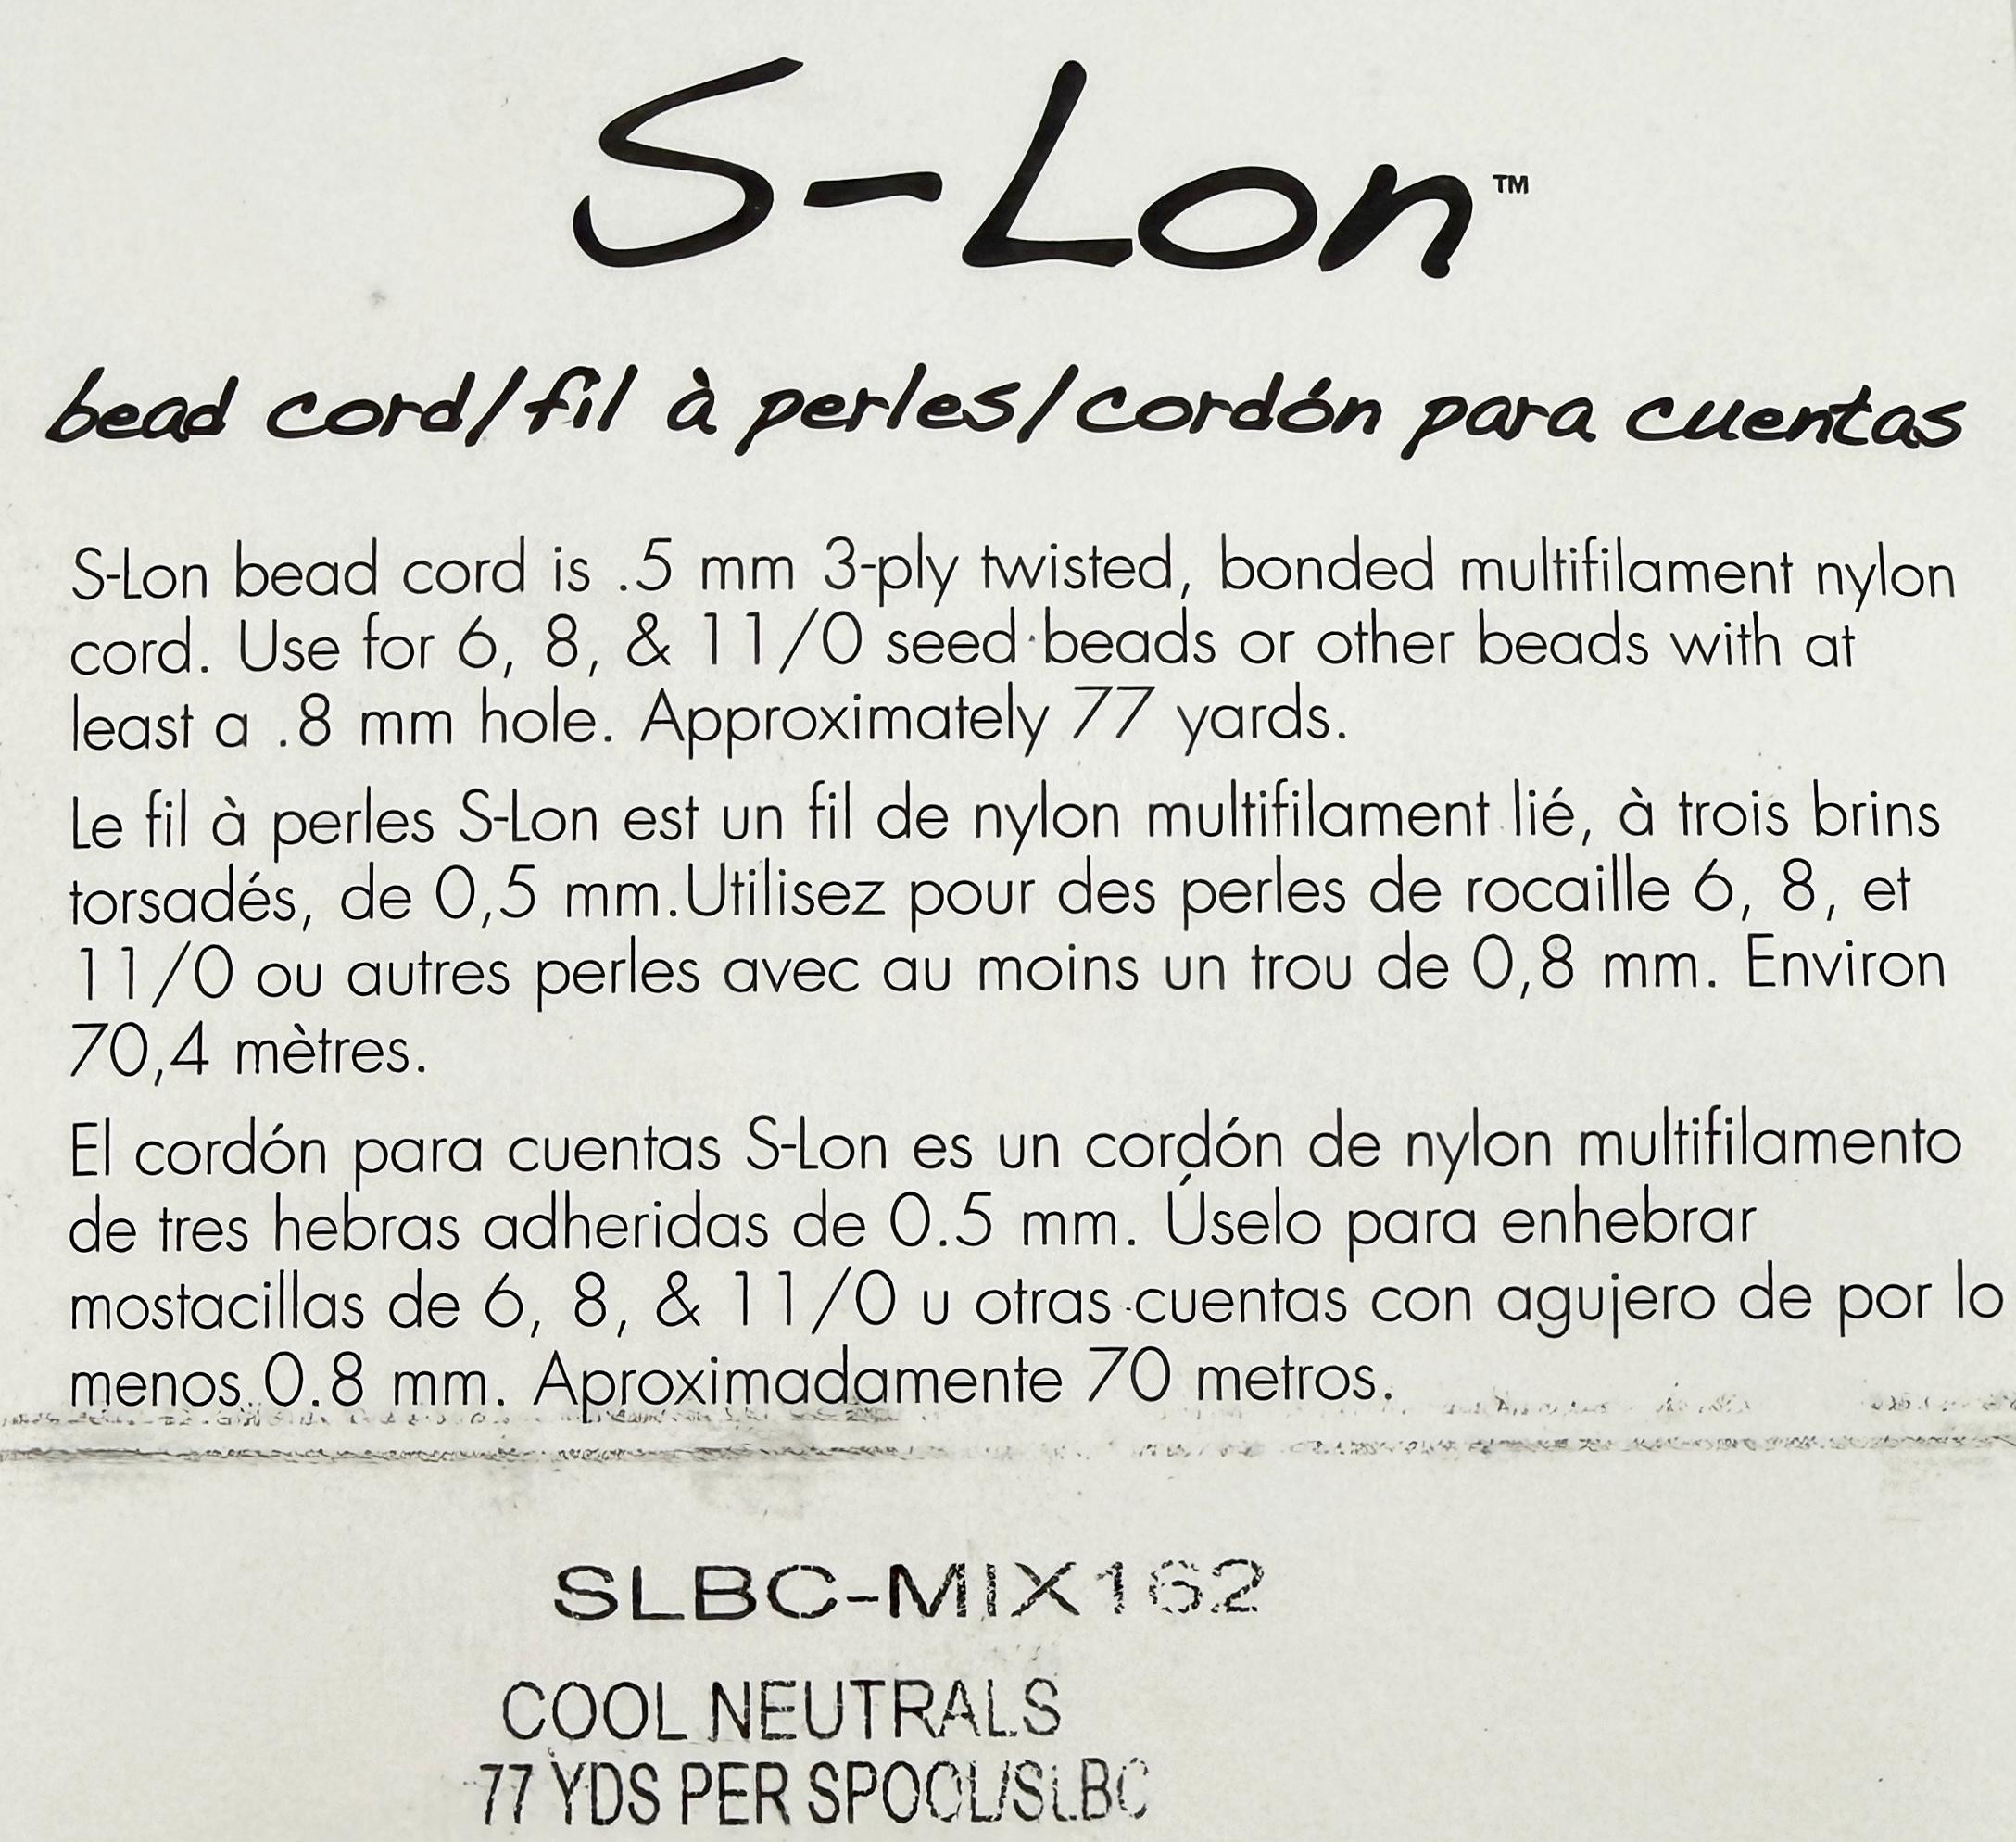 S-Lon™
bead cord/fil à perles/cordón para cuentas
S-Lon bead cord is .5 mm 3-ply twisted, bonded multifilament nylon
cord. Use for 6, 8, & 11/0 seed beads or other beads with at
least a .8 mm hole. Approximately 77 yards.
Le fil à perles S-Lon est un fil de nylon multifilament lié, à trois brins
torsadés, de 0,5 mm.Utilisez pour des perles de rocaille 6, 8, et
11/0 ou autres perles avec au moins un trou de 0,8 mm. Environ
70,4 mètres.
El cordón para cuentas S-Lon es un cordón de nylon multifilamento
de tres hebras adheridas de 0.5 mm. Úselo para enhebrar
mostacillas de 6, 8, & 11/0 u otras cuentas con agujero de por lo
menos 0.8 mm. Aproximadamente 70 metros.
SLBC-MIX162
COOL NEUTRALS
77 YDS PER SPOOL/SLBC